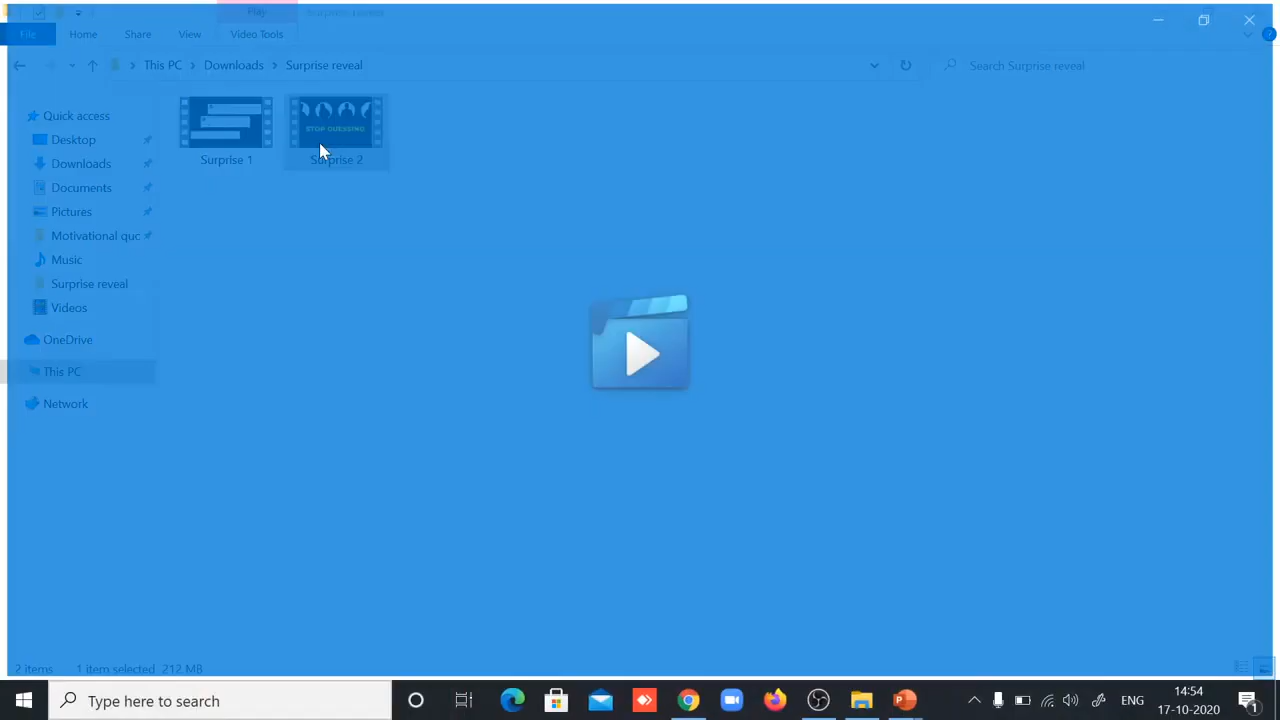 File
Home
Share
View
Play
Video Tools
This PC
Downloads
Surprise reveal
Search Surprise reveal
Quick access
Desktop
Downloads
Documents
Pictures
Motivational quc
Music
Surprise reveal
Videos
OneDrive
This PC
Network
Surprise 1
Surprise 2
2 items
1 item selected
212 MB
Type here to search
ENG
14:54
17-10-2020
1